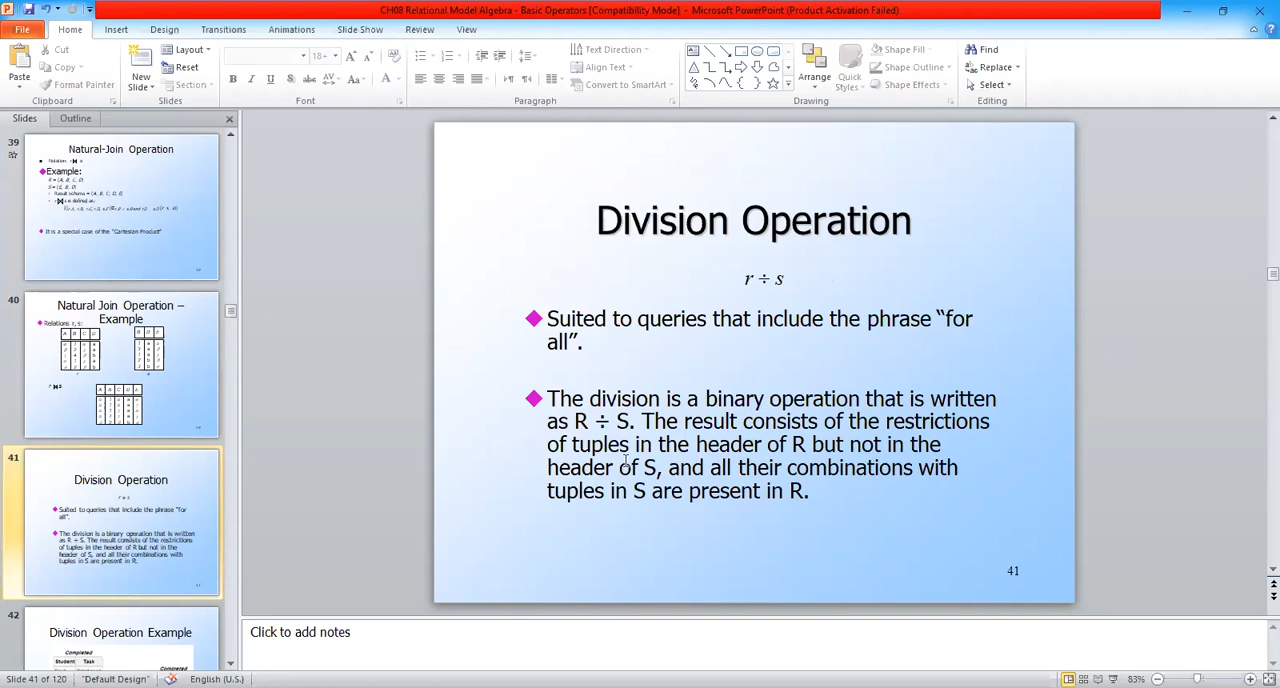 CH08 Relational Model Algebra - Basic Operators [Compatibility Mode] - Microsoft PowerPoint (Product Activation Failed)
File Home Insert Design Transitions Animations Slide Show Review View
Paste
Cut
Copy
Format Painter
Clipboard
New
Slide
Layout
Reset
Section
Slides
18+
Font
Paragraph
Text Direction
Align Text
Convert to SmartArt
Arrange
Quick
Styles
Shape Fill
Shape Outline
Shape Effects
Drawing
Find
Replace
Select
Editing
Slides Outline
39
Natural-Join Operation
Example:
It is a special case of the "Cartesian Product"
40
Natural Join Operation –
Example
Relations r, s:
41
Division Operation
r ÷ s
Suited to queries that include the phrase "for
all".
The division is a binary operation that is written
as R ÷ S. The result consists of the restrictions
of tuples in the header of R but not in the
header of S, and all their combinations with
tuples in S are present in R.
42
Division Operation Example
Completed
Student Task
Completed
Division Operation
r ÷ s
Suited to queries that include the phrase “for
all”.
The division is a binary operation that is written
as R ÷ S. The result consists of the restrictions
of tuples in the header of R but not in the
header of S, and all their combinations with
tuples in S are present in R.
41
Click to add notes
Slide 41 of 120 "Default Design" English (U.S.) 83%